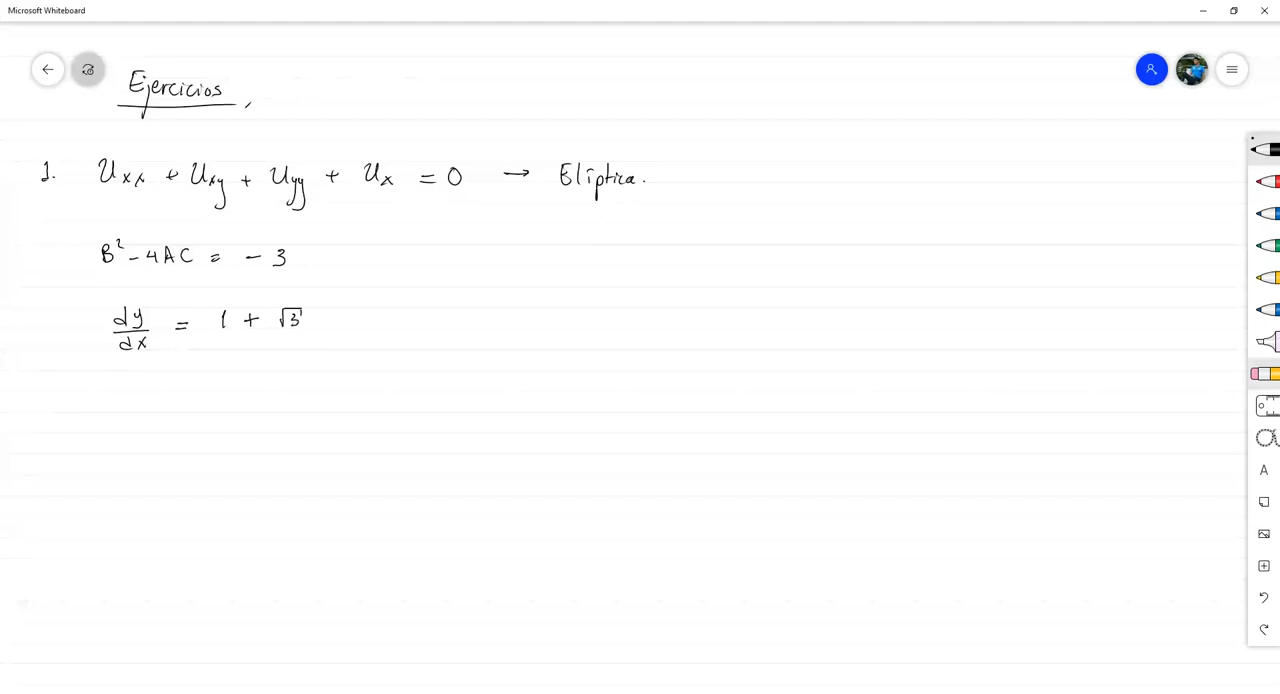 Microsoft Whiteboard
Ejercicios
1. Uxx + Uxy + Uyy + Ux = 0 → Elíptica.
B² - 4AC = - 3
dy/dx = 1 + √3